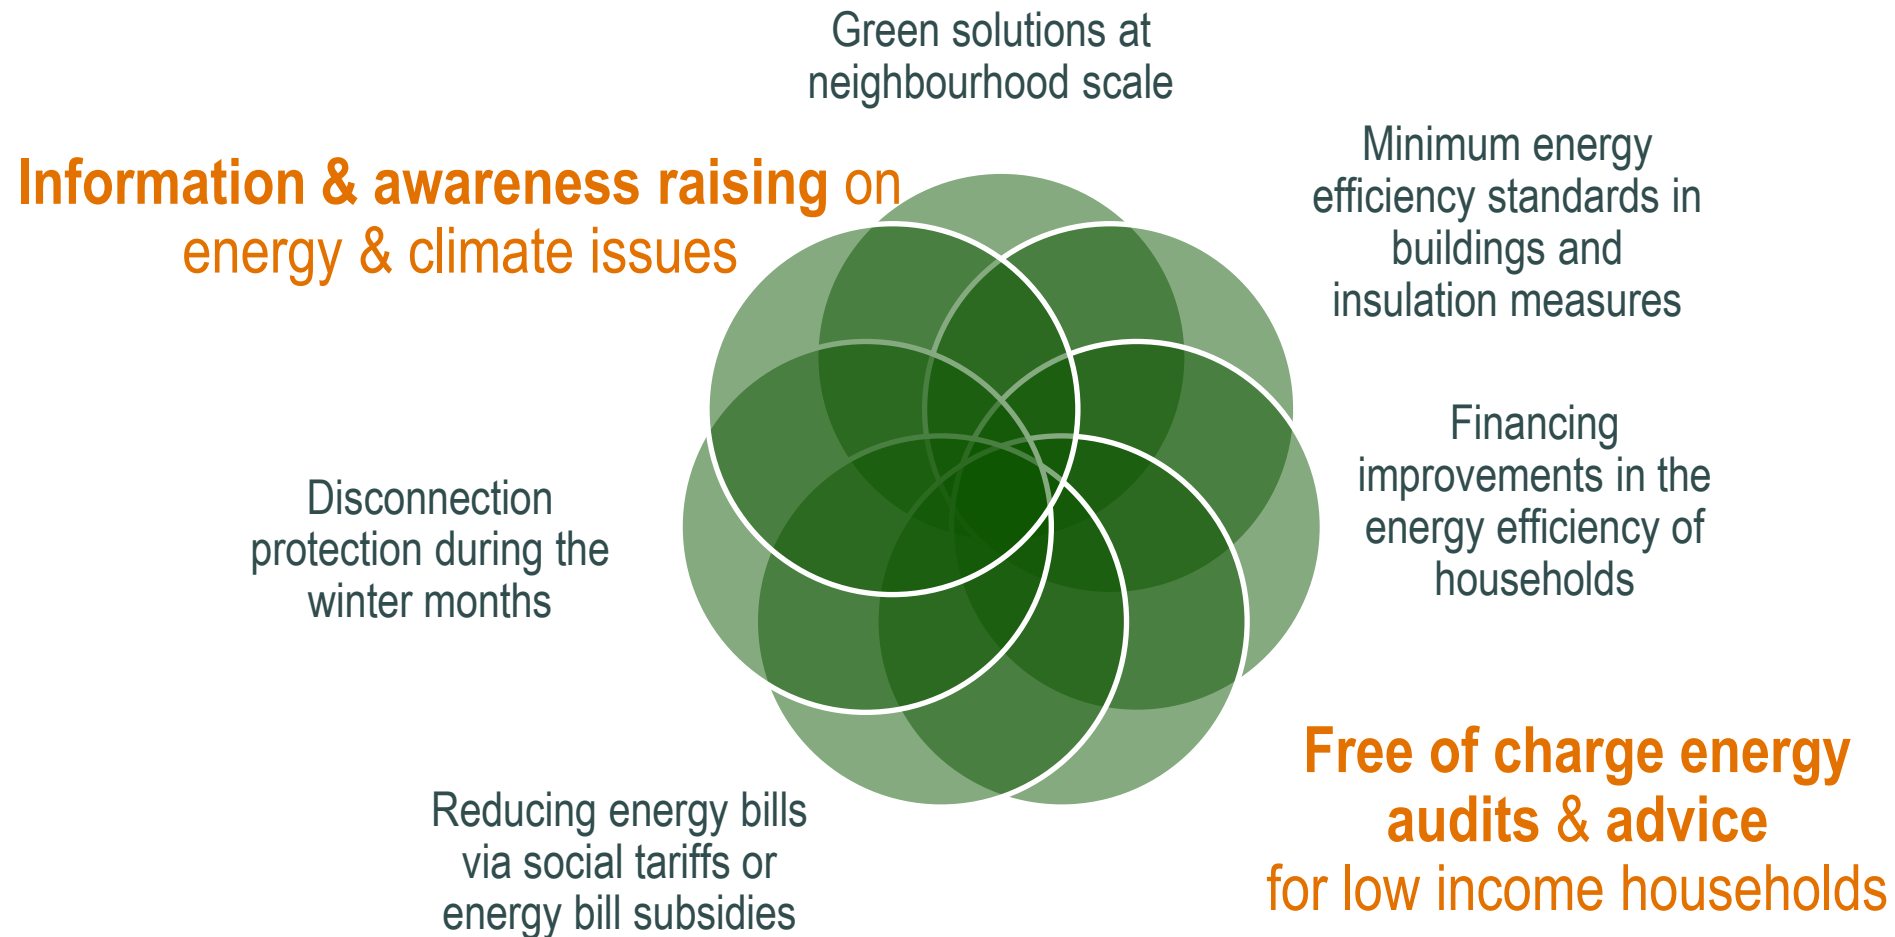 Green solutions at
neighbourhood scale
Information & awareness raising on
energy & climate issues
Minimum energy
efficiency standards in
buildings and
insulation measures
Financing
improvements in the
energy efficiency of
households
Disconnection
protection during the
winter months
Free of charge energy
audits & advice
for low income households
Reducing energy bills
via social tariffs or
energy bill subsidies